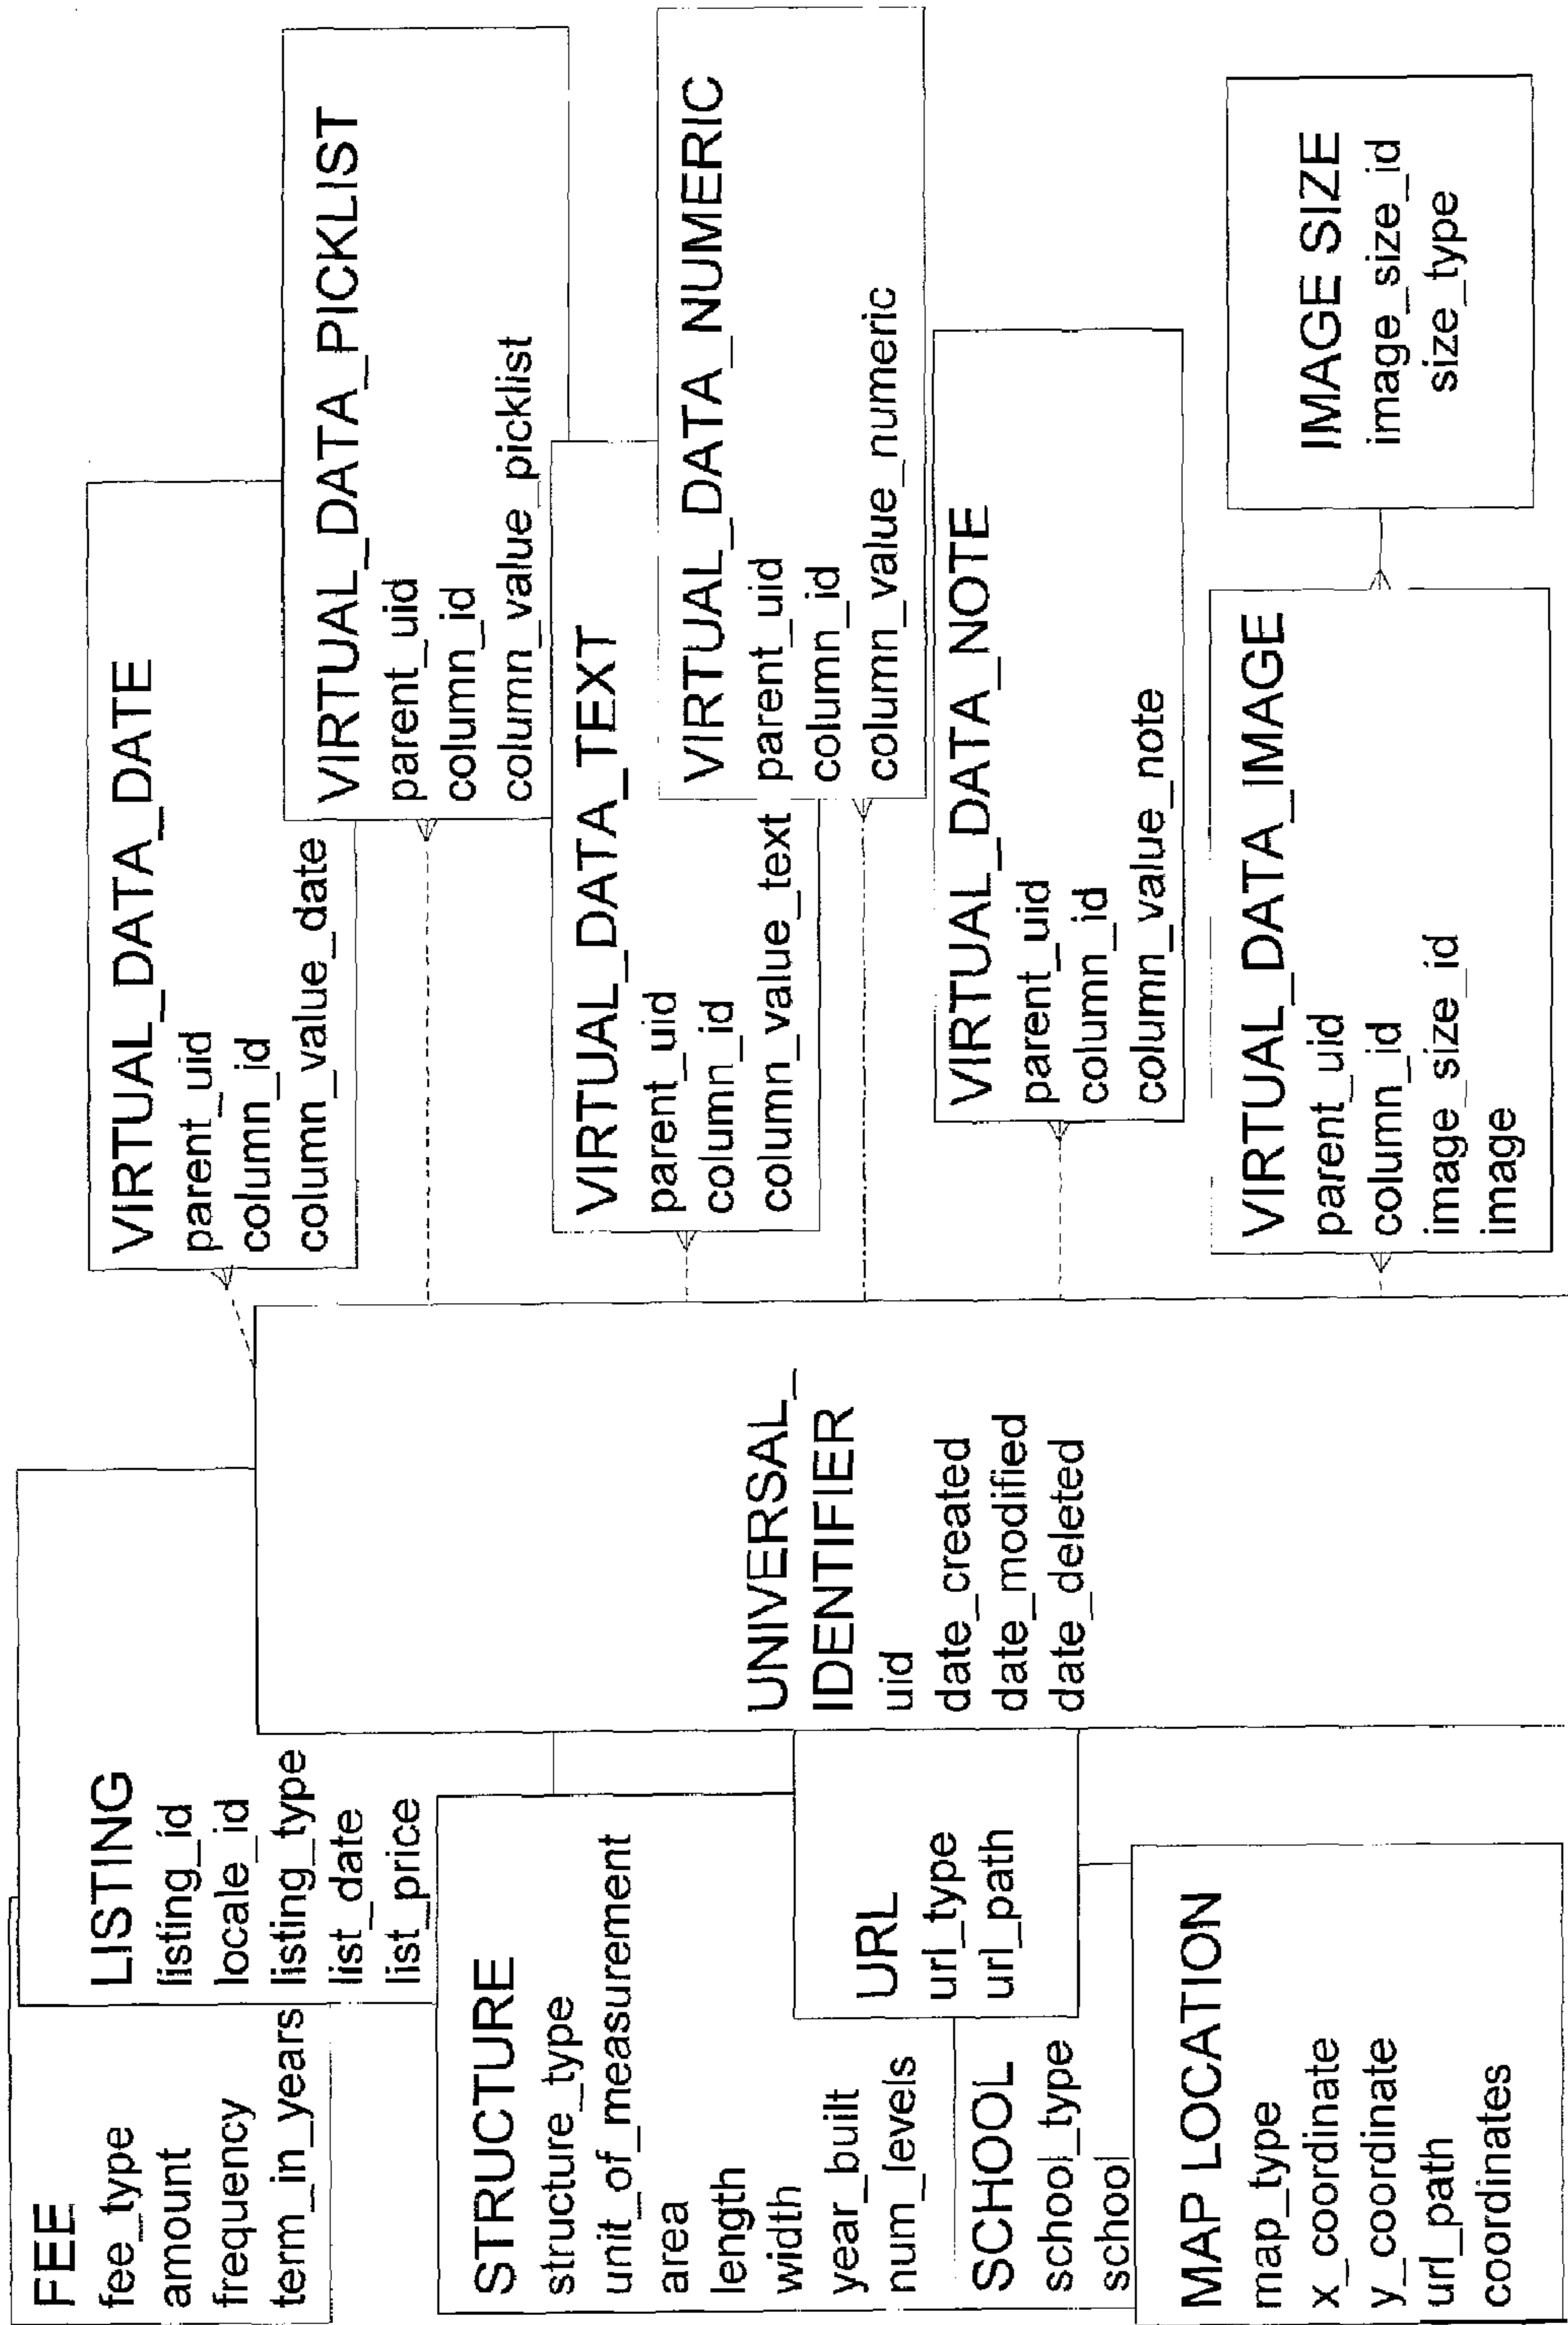 FEE
fee_type
amount
frequency
term_in_years
LISTING
listing_id
locale_id
listing_type
list_date
list_price
STRUCTURE
structure_type
unit_of_measurement
area
length
width
year_built
num_levels
URL
url_type
url_path
SCHOOL
school_type
school
MAP LOCATION
map_type
x_coordinate
y_coordinate
url_path
coordinates
UNIVERSAL_
IDENTIFIER
uid
date_created
date_modified
date_deleted
VIRTUAL_DATA_DATE
parent_uid
column_id
column_value_date
VIRTUAL_DATA_PICKLIST
parent_uid
column_id
column_value_picklist
VIRTUAL_DATA_TEXT
parent_uid
column_id
column_value_text
VIRTUAL_DATA_NUMERIC
parent_uid
column_id
column_value_numeric
VIRTUAL_DATA_NOTE
parent_uid
column_id
column_value_note
VIRTUAL_DATA_IMAGE
parent_uid
column_id
image_size_id
image
IMAGE SIZE
image_size_id
size_type